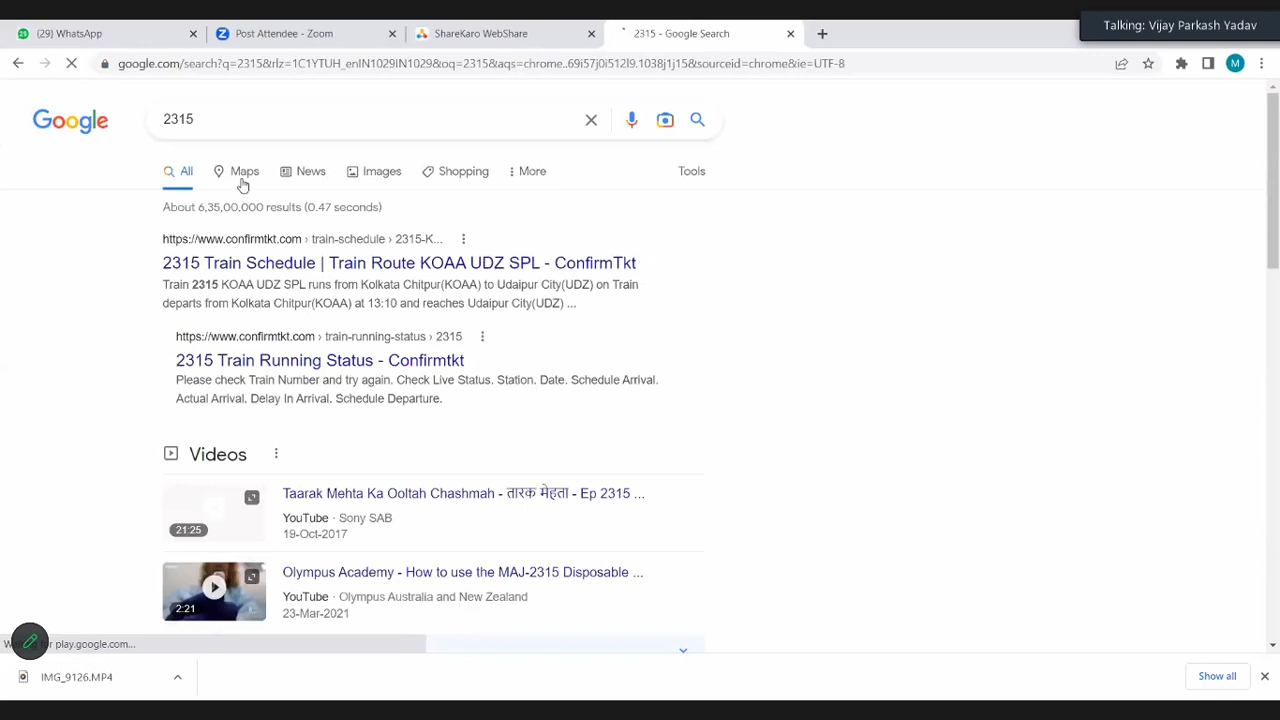 Talking: Vijay Parkash Yadav
(29) WhatsApp
Post Attendee - Zoom
ShareKaro WebShare
2315 - Google Search
google.com/search?q=2315&rlz=1C1YTUH_enIN1029IN1029&oq=2315&aqs=chrome..69i57j0i512l9.1038j1j15&sourceid=chrome&ie=UTF-8
M
Google
2315
All
Maps
News
Images
Shopping
More
Tools
About 6,35,00,000 results (0.47 seconds)
https://www.confirmtkt.com › train-schedule › 2315-K...
2315 Train Schedule | Train Route KOAA UDZ SPL - ConfirmTkt
Train 2315 KOAA UDZ SPL runs from Kolkata Chitpur(KOAA) to Udaipur City(UDZ) on Train
departs from Kolkata Chitpur(KOAA) at 13:10 and reaches Udaipur City(UDZ) ...
https://www.confirmtkt.com › train-running-status › 2315
2315 Train Running Status - Confirmtkt
Please check Train Number and try again. Check Live Status. Station. Date. Schedule Arrival.
Actual Arrival. Delay In Arrival. Schedule Departure.
Videos
Taarak Mehta Ka Ooltah Chashmah - तारक मेहता - Ep 2315 ...
YouTube · Sony SAB
19-Oct-2017
21:25
Olympus Academy - How to use the MAJ-2315 Disposable ...
YouTube · Olympus Australia and New Zealand
23-Mar-2021
2:21
for play.google.com...
IMG_9126.MP4
Show all